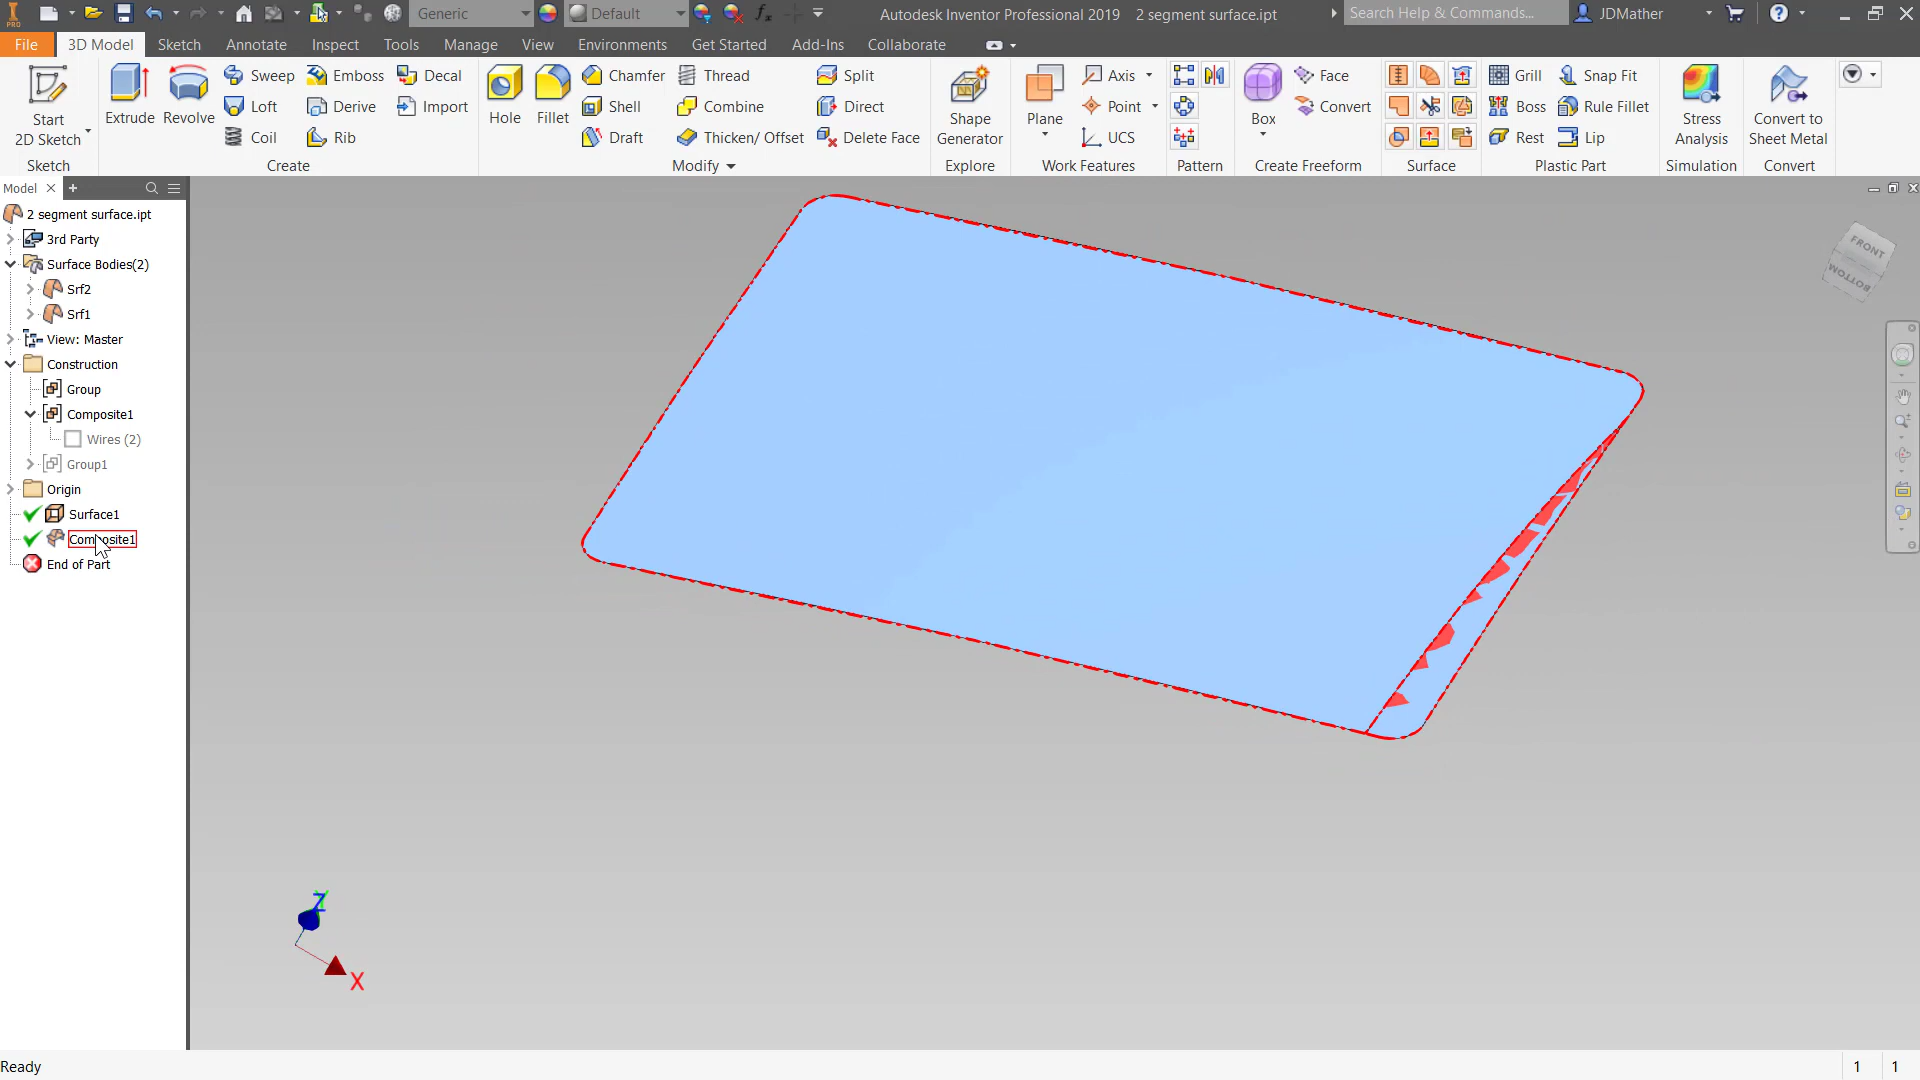 Generic
Default
fx
Autodesk Inventor Professional 2019 2 segment surface.ipt
Search Help & Commands...
JDMather
PRO
File 3D Model Sketch Annotate Inspect Tools Manage View Environments Get Started Add-Ins Collaborate
Start
2D Sketch
Sketch
Extrude
Revolve
Sweep
Loft
Coil
Emboss
Derive
Rib
Decal
Import
Create
Hole
Fillet
Chamfer
Shell
Draft
Thread
Combine
Thicken/ Offset
Split
Direct
Delete Face
Modify
Shape
Generator
Explore
Plane
Axis
Point
UCS
Work Features
Pattern
Box
Face
Convert
Create Freeform
Surface
Grill
Boss
Rest
Snap Fit
Rule Fillet
Lip
Plastic Part
Stress
Analysis
Simulation
Convert to
Sheet Metal
Convert
Model
2 segment surface.ipt
3rd Party
Surface Bodies(2)
Srf2
Srf1
View: Master
Construction
Group
Composite1
Wires (2)
Group1
Origin
Surface1
Composite1
End of Part
FRONT
BOTTOM
Z
X
Ready
1 1